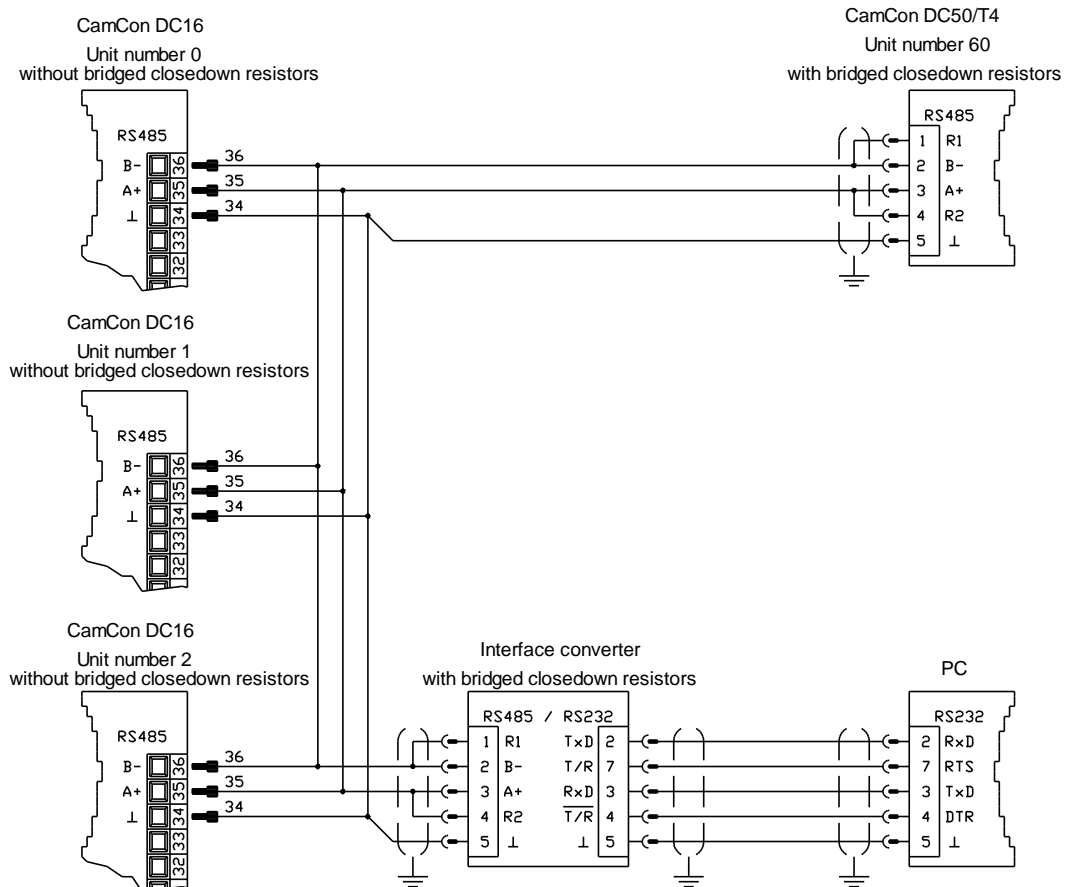 CamCon DC16
Unit number 0
without bridged closedown resistors
RS485
B- 36 36
A+ 35 35
⊥ 34 34
33
32
CamCon DC50/T4
Unit number 60
with bridged closedown resistors
RS485
1 R1
2 B-
3 A+
4 R2
5 ⊥
CamCon DC16
Unit number 1
without bridged closedown resistors
RS485
B- 36 36
A+ 35 35
⊥ 34 34
33
32
CamCon DC16
Unit number 2
without bridged closedown resistors
RS485
B- 36 36
A+ 35 35
⊥ 34 34
33
32
Interface converter
with bridged closedown resistors
RS485 / RS232
1 R1 TxD 2
2 B- T/R 7
3 A+ RxD 3
4 R2 T̅/̅R̅ 4
5 ⊥ ⊥ 5
PC
RS232
2 RxD
7 RTS
3 TxD
4 DTR
5 ⊥